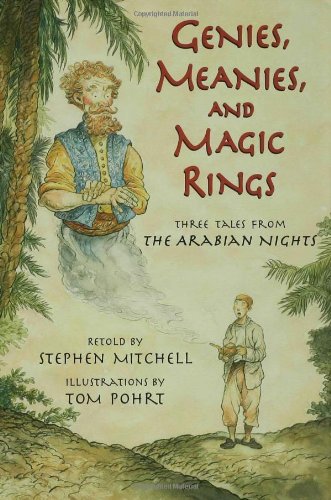 GENIES,
MEANIES,
AND
MAGIC
RINGS
THREE TALES FROM
THE ARABIAN NIGHTS
RETOLD BY
STEPHEN MITCHELL
ILLUSTRATIONS BY
TOM POHRT